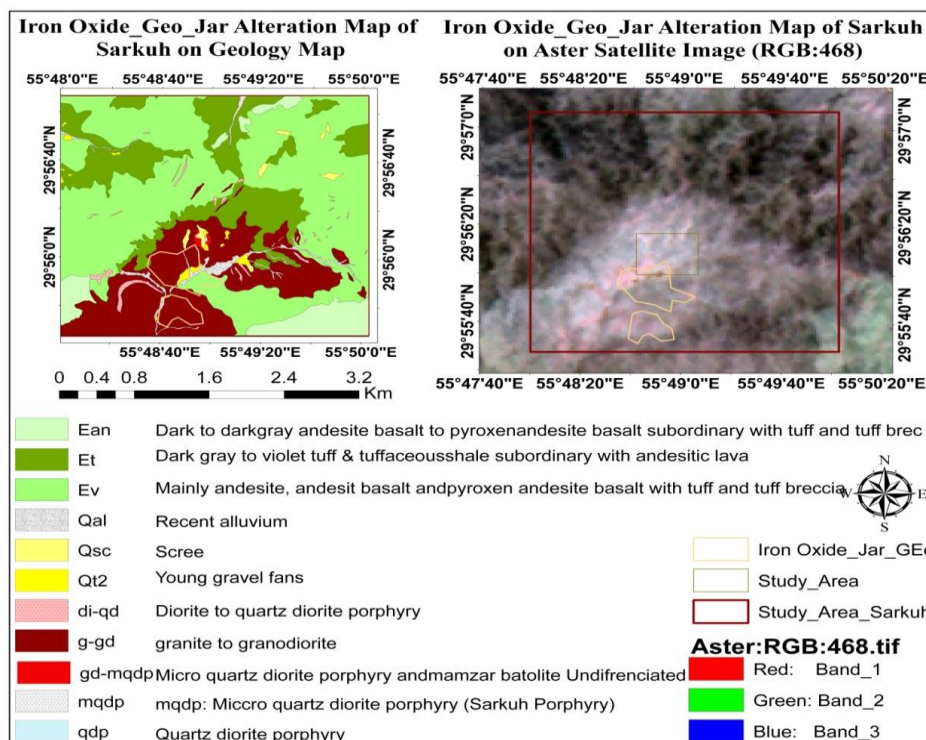 Iron Oxide_Geo_Jar Alteration Map of
Sarkuh on Geology Map
55°48'0"E 55°48'40"E 55°49'20"E 55°50'0"E
29°56'40"N 29°56'40"N
29°56'0"N 29°56'0"N
55°48'40"E 55°49'20"E 55°50'0"E
Iron Oxide_Geo_Jar Alteration Map of Sarkuh
on Aster Satellite Image (RGB:468)
55°47'40"E 55°48'20"E 55°49'0"E 55°49'40"E 55°50'20"E
29°57'0"N 29°57'0"N
29°56'20"N 29°56'20"N
29°55'40"N 29°55'40"N
55°47'40"E 55°48'20"E 55°49'0"E 55°49'40"E 55°50'20"E
0 0.4 0.8 1.6 2.4 3.2
Km
Ean Dark to darkgray andesite basalt to pyroxenandesite basalt subordinary with tuff and tuff brec
Et Dark gray to violet tuff & tuffaceousshale subordinary with andesitic lava
Ev Mainly andesite, andesit basalt andpyroxen andesite basalt with tuff and tuff breccia
Qal Recent alluvium
Qsc Scree
Qt2 Young gravel fans
di-qd Diorite to quartz diorite porphyry
g-gd granite to granodiorite
gd-mqdp Micro quartz diorite porphyry andmamzar batolite Undifrenciated
mqdp mqdp: Miccro quartz diorite porphyry (Sarkuh Porphyry)
qdp Quartz diorite porphyry
N
W E
S
Iron Oxide_Jar_GEo
Study_Area
Study_Area_Sarkuh
Aster:RGB:468.tif
Red: Band_1
Green: Band_2
Blue: Band_3